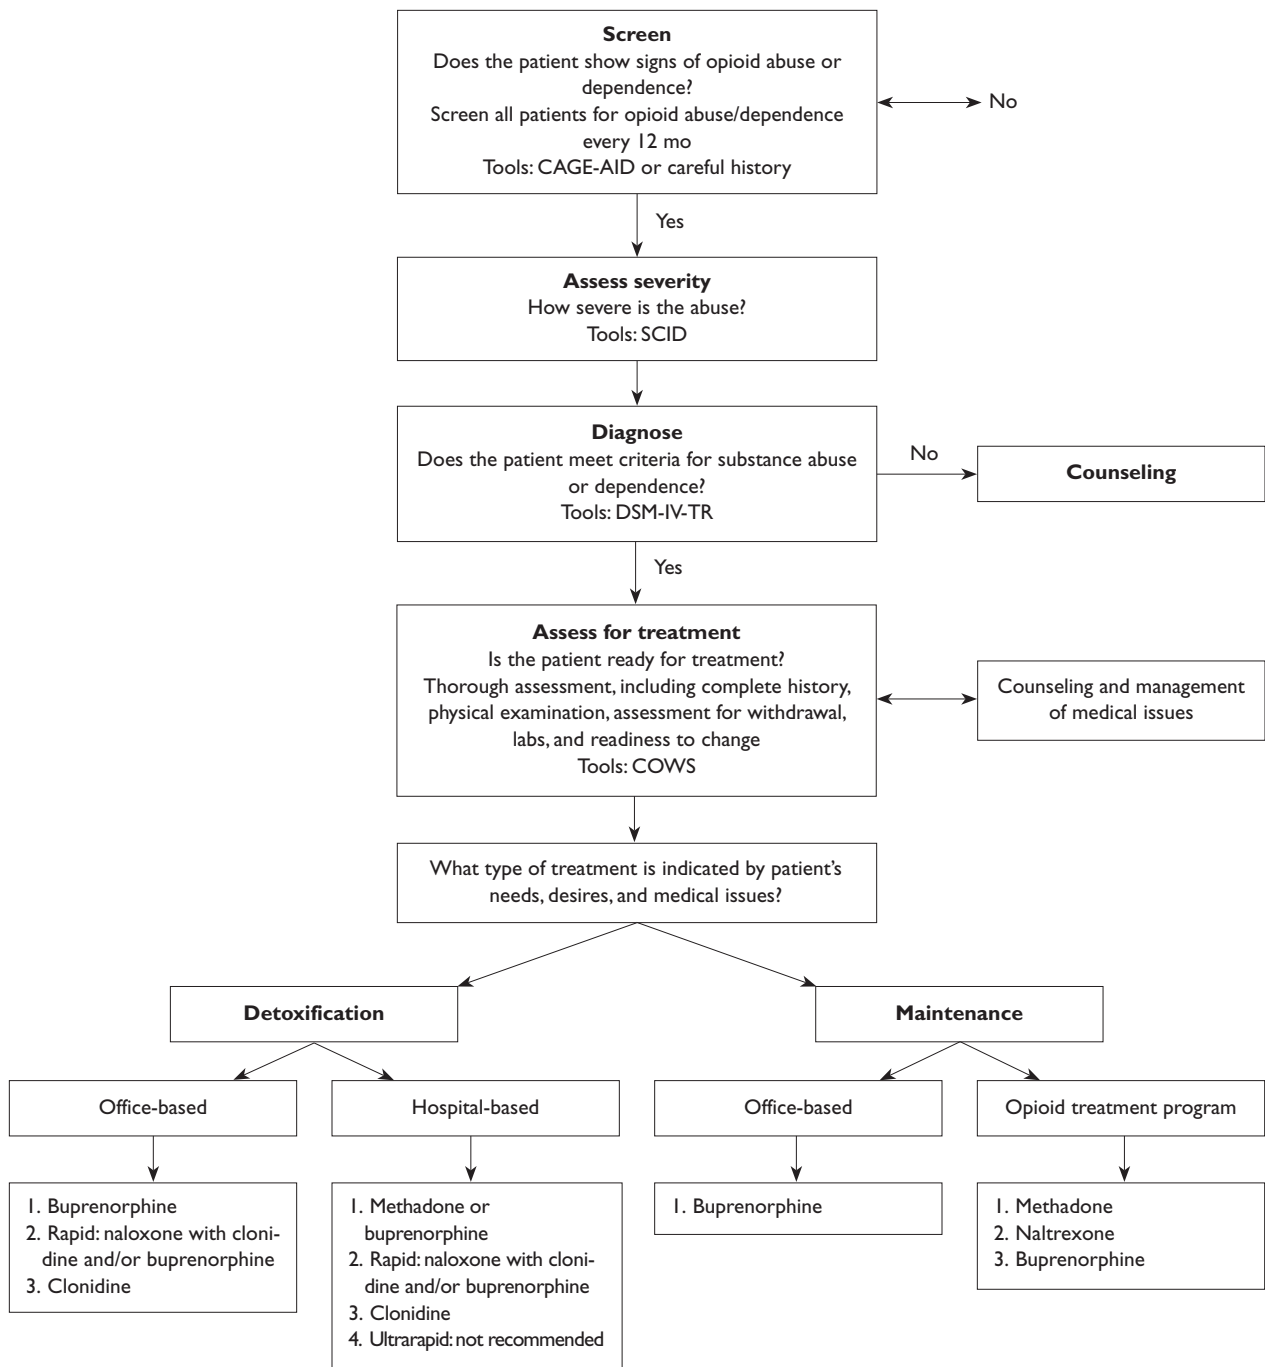 Screen
Does the patient show signs of opioid abuse or
dependence?
Screen all patients for opioid abuse/dependence
every 12 mo
Tools: CAGE-AID or careful history
No
Yes
Assess severity
How severe is the abuse?
Tools: SCID
Diagnose
Does the patient meet criteria for substance abuse
or dependence?
Tools: DSM-IV-TR
No
Counseling
Yes
Assess for treatment
Is the patient ready for treatment?
Thorough assessment, including complete history,
physical examination, assessment for withdrawal,
labs, and readiness to change
Tools: COWS
Counseling and management
of medical issues
What type of treatment is indicated by patient's
needs, desires, and medical issues?
Detoxification
Maintenance
Office-based
Hospital-based
Office-based
Opioid treatment program
1. Buprenorphine
2. Rapid: naloxone with cloni-
dine and/or buprenorphine
3. Clonidine
1. Methadone or
buprenorphine
2. Rapid: naloxone with cloni-
dine and/or buprenorphine
3. Clonidine
4. Ultrarapid: not recommended
1. Buprenorphine
1. Methadone
2. Naltrexone
3. Buprenorphine